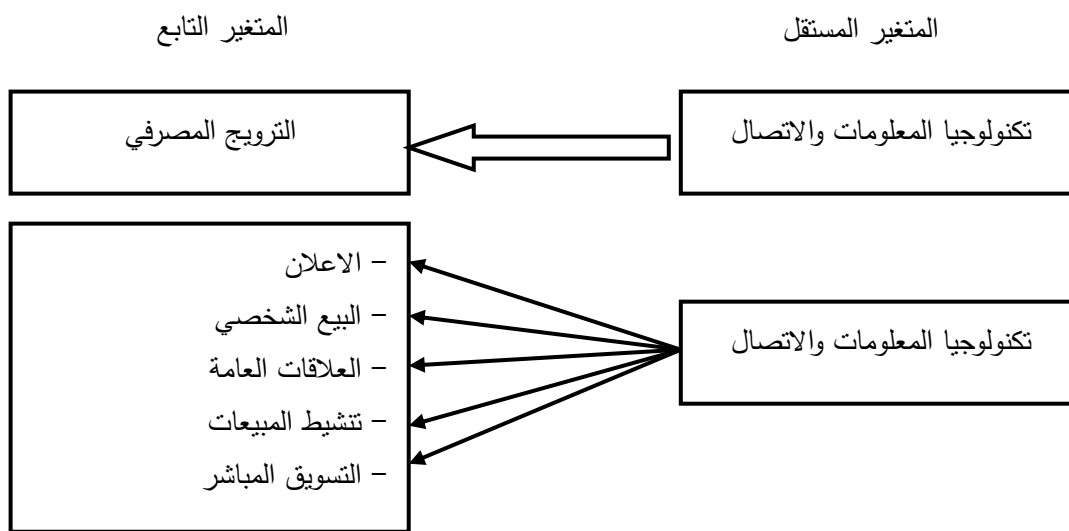 المتغير المستقل
المتغير التابع
تكنولوجيا المعلومات والاتصال
الترويج المصرفي
تكنولوجيا المعلومات والاتصال
- الاعلان
- البيع الشخصي
- العلاقات العامة
- تنشيط المبيعات
- التسويق المباشر